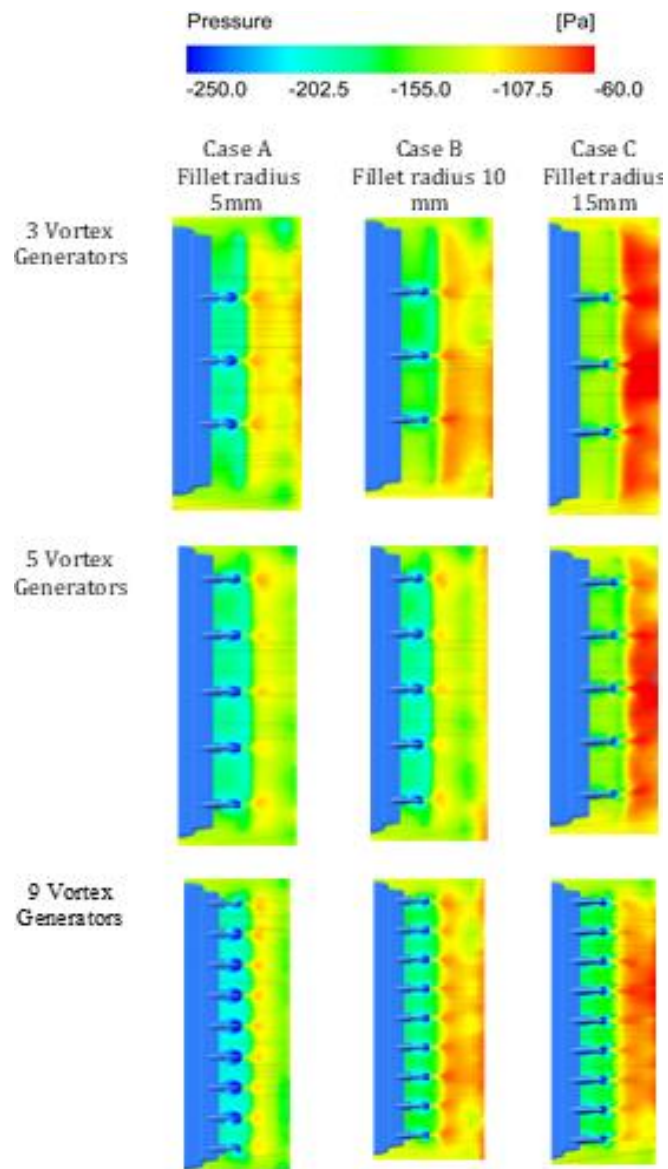 Pressure [Pa]
-250.0 -202.5 -155.0 -107.5 -60.0
Case A
Fillet radius
5mm
Case B
Fillet radius 10
mm
Case C
Fillet radius
15mm
3 Vortex
Generators
5 Vortex
Generators
9 Vortex
Generators